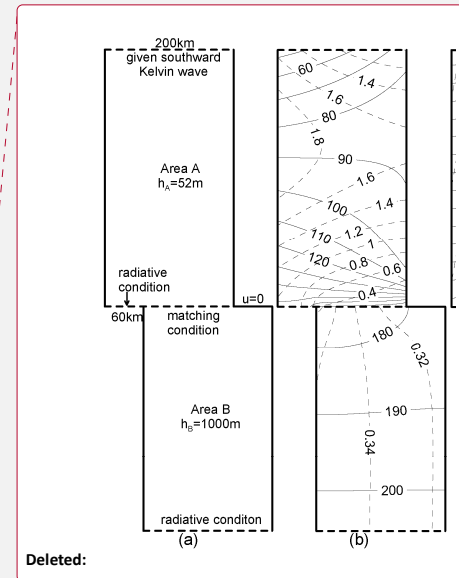 200km
given southward
Kelvin wave
Area A
h_A=52m
radiative
condition
60km
matching
condition
u=0
Area B
h_B=1000m
radiative conditon
(a)
60
1.4
1.6
80
1.8
90
1.6
1.4
100
110
1.2
1
120
0.8
0.6
0.4
180
0.32
190
0.34
200
(b)
Deleted: